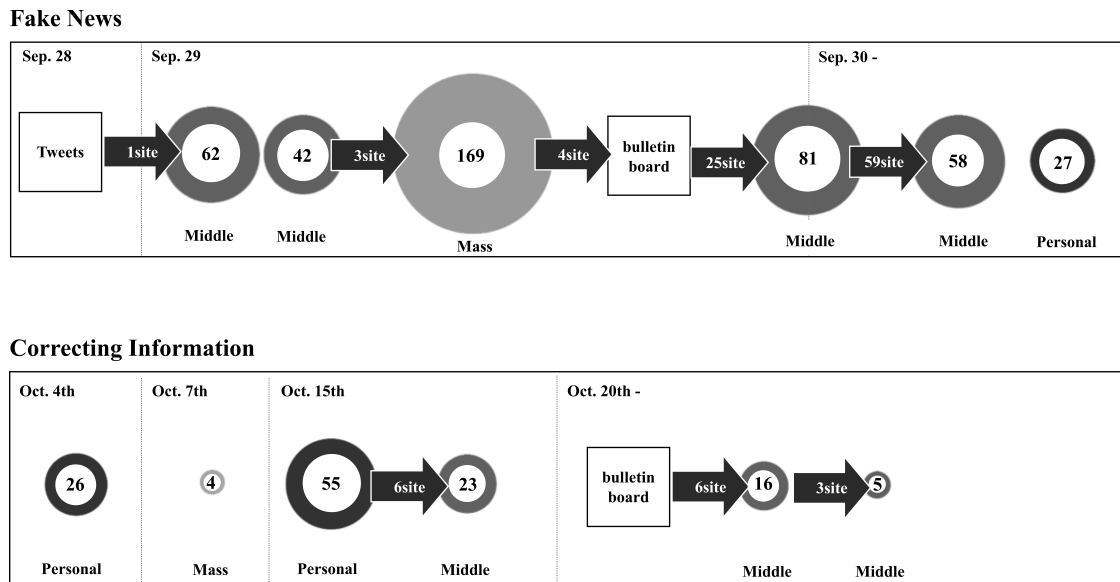 Fake News
Sep. 28
Sep. 29
Sep. 30 -
Tweets
1site
62
42
3site
169
4site
bulletin
board
25site
81
59site
58
27
Middle
Middle
Mass
Middle
Middle
Personal
Correcting Information
Oct. 4th
Oct. 7th
Oct. 15th
Oct. 20th -
26
4
55
6site
23
bulletin
board
6site
16
3site
5
Personal
Mass
Personal
Middle
Middle
Middle